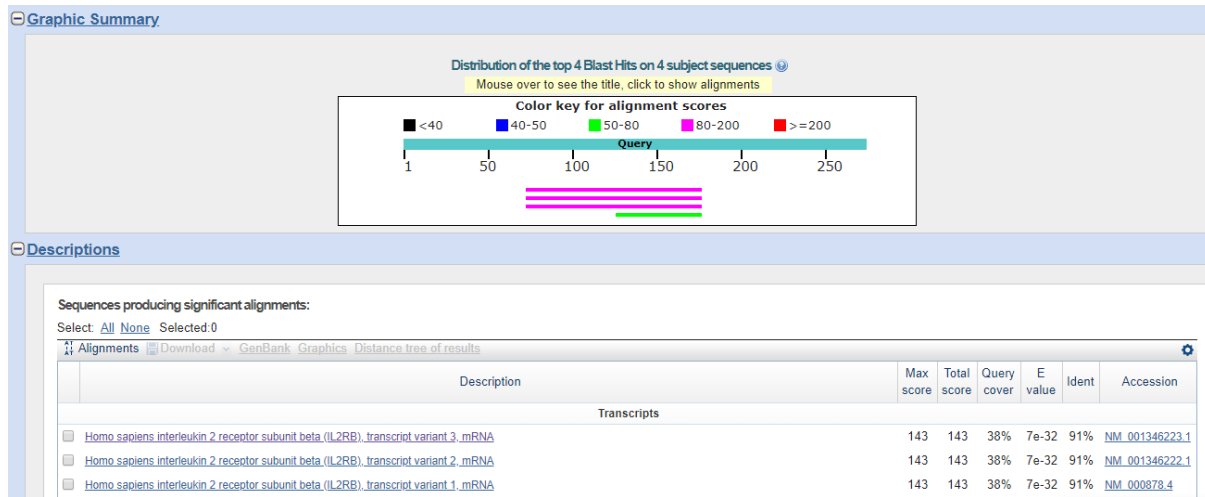 Graphic Summary
Distribution of the top 4 Blast Hits on 4 subject sequences
Mouse over to see the title, click to show alignments
Color key for alignment scores
<40 40-50 50-80 80-200 >=200
Query
1 50 100 150 200 250
Descriptions
Sequences producing significant alignments:
Select: All None Selected:0
Alignments Download GenBank Graphics Distance tree of results
Description Max score Total score Query cover E value Ident Accession
Transcripts
Homo sapiens interleukin 2 receptor subunit beta (IL2RB), transcript variant 3, mRNA 143 143 38% 7e-32 91% NM_001346223.1
Homo sapiens interleukin 2 receptor subunit beta (IL2RB), transcript variant 2, mRNA 143 143 38% 7e-32 91% NM_001346222.1
Homo sapiens interleukin 2 receptor subunit beta (IL2RB), transcript variant 1, mRNA 143 143 38% 7e-32 91% NM_000878.4